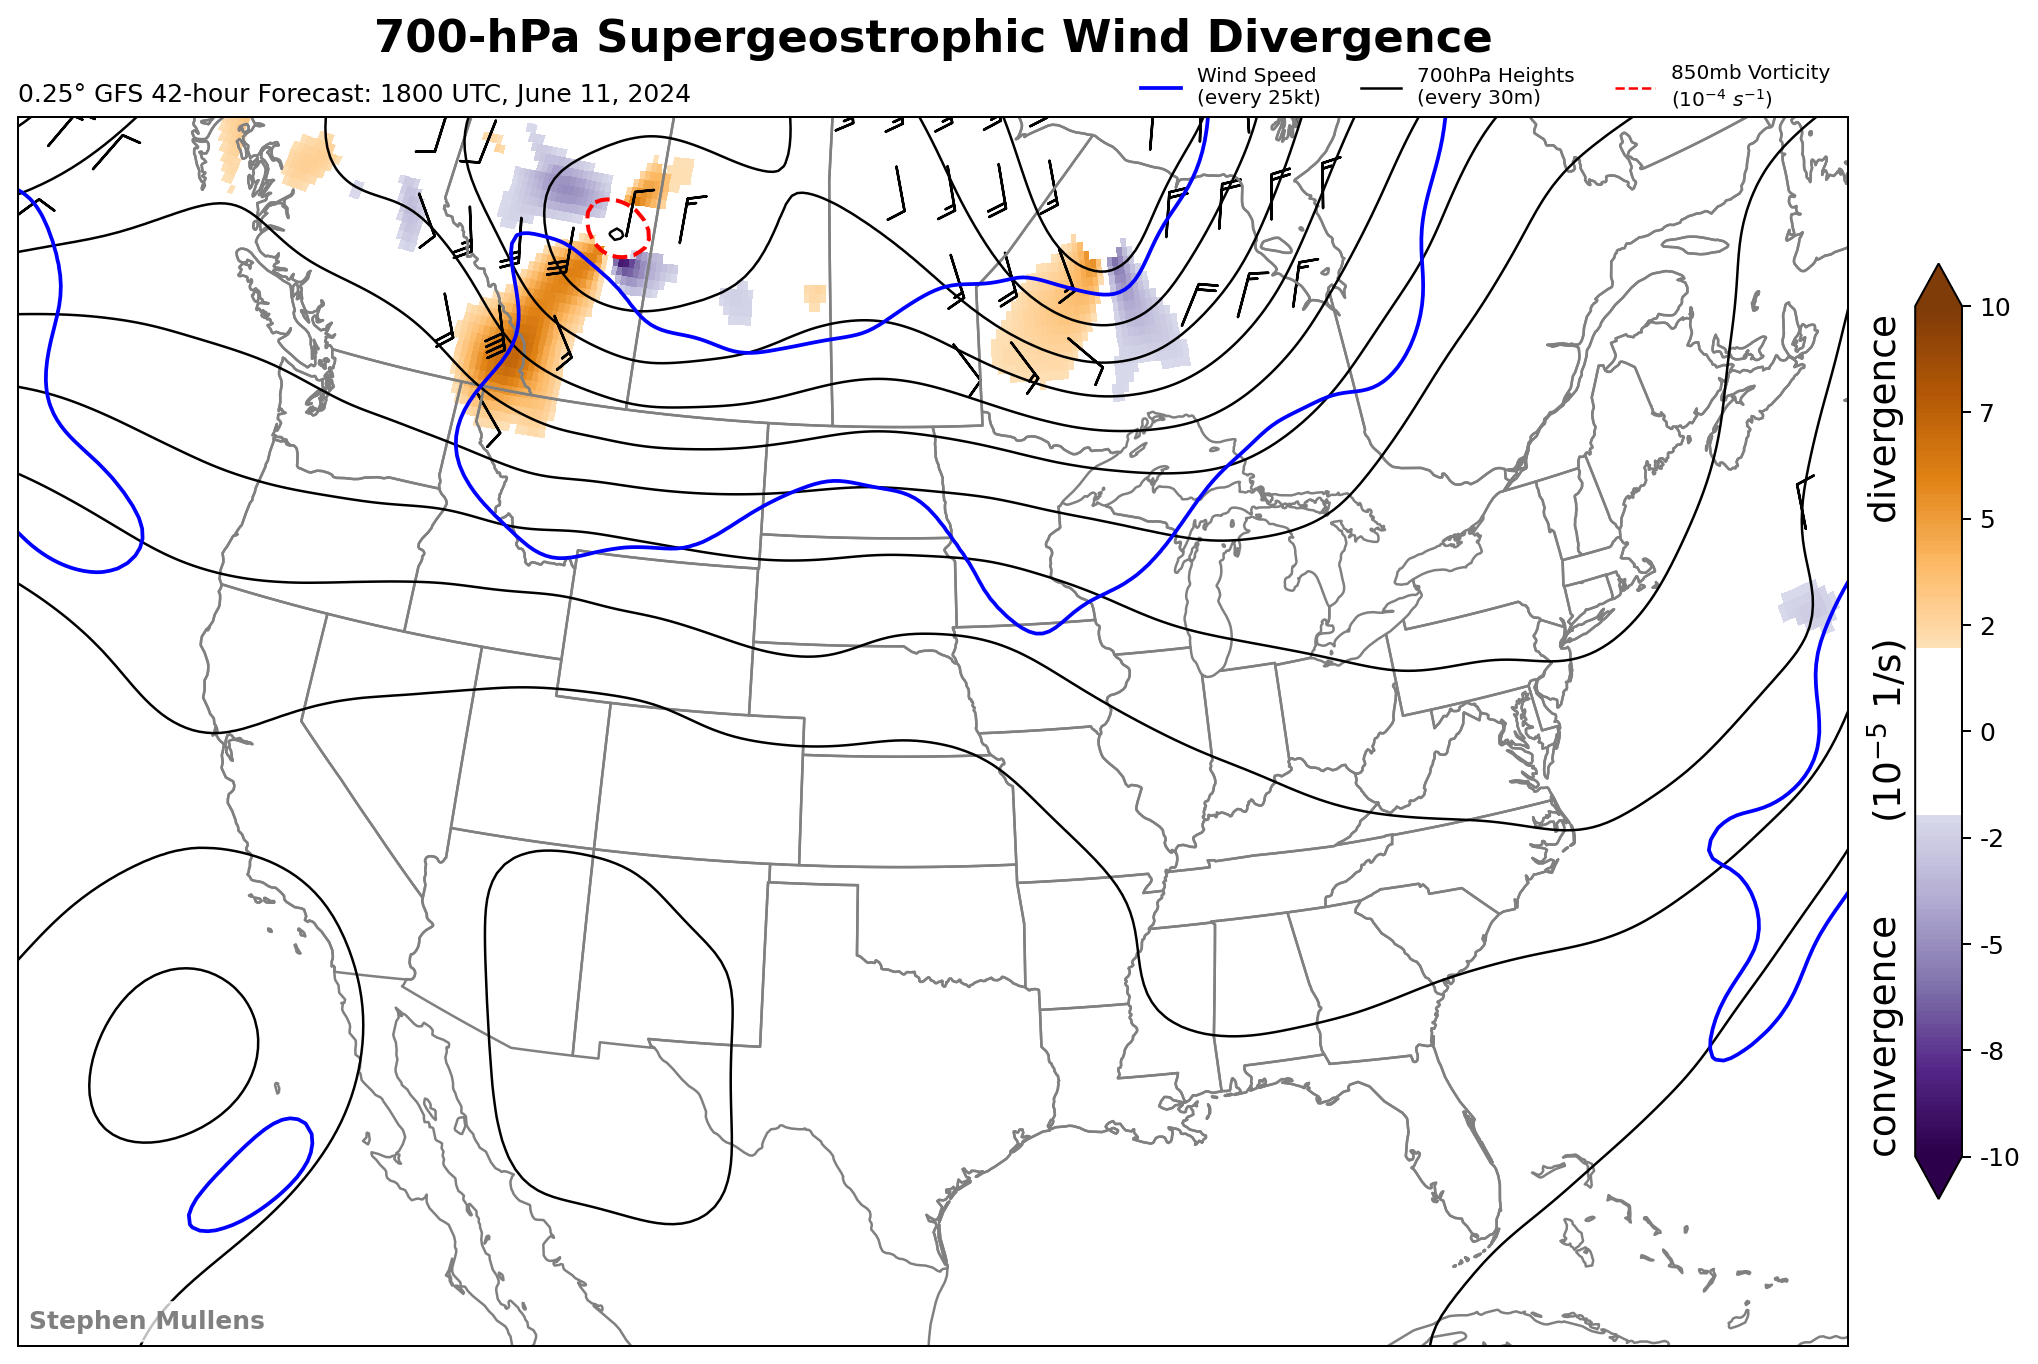 700-hPa Supergeostrophic Wind Divergence
0.25° GFS 42-hour Forecast: 1800 UTC, June 11, 2024
Wind Speed
(every 25kt)
700hPa Heights
(every 30m)
850mb Vorticity
(10⁻⁴ s⁻¹)
10
7
5
2
0
-2
-5
-8
-10
convergence (10⁻⁵ 1/s) divergence
Stephen Mullens